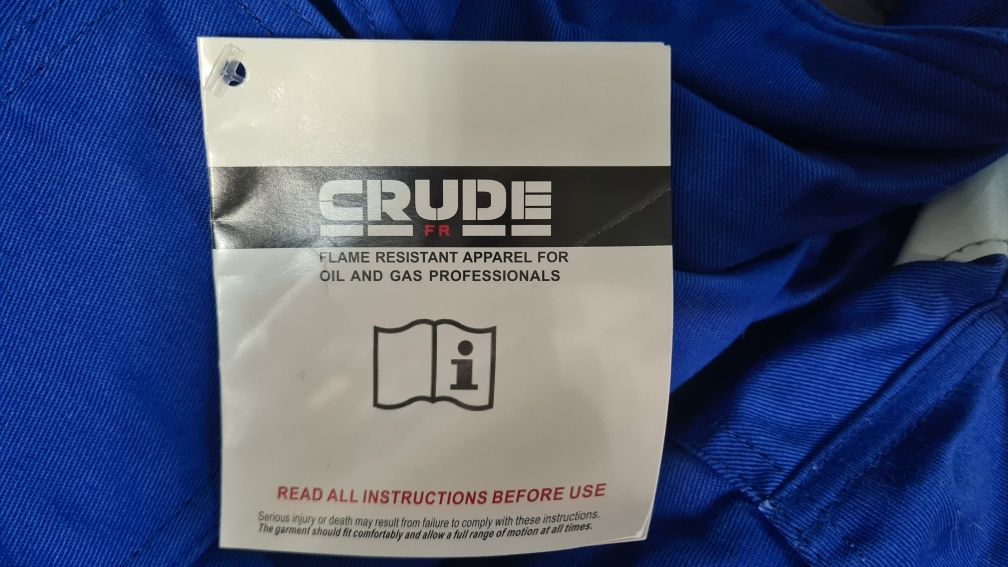 CRUDE
FR
FLAME RESISTANT APPAREL FOR
OIL AND GAS PROFESSIONALS
i
READ ALL INSTRUCTIONS BEFORE USE
Serious injury or death may result from failure to comply with these instructions.
The garment should fit comfortably and allow a full range of motion at all times.